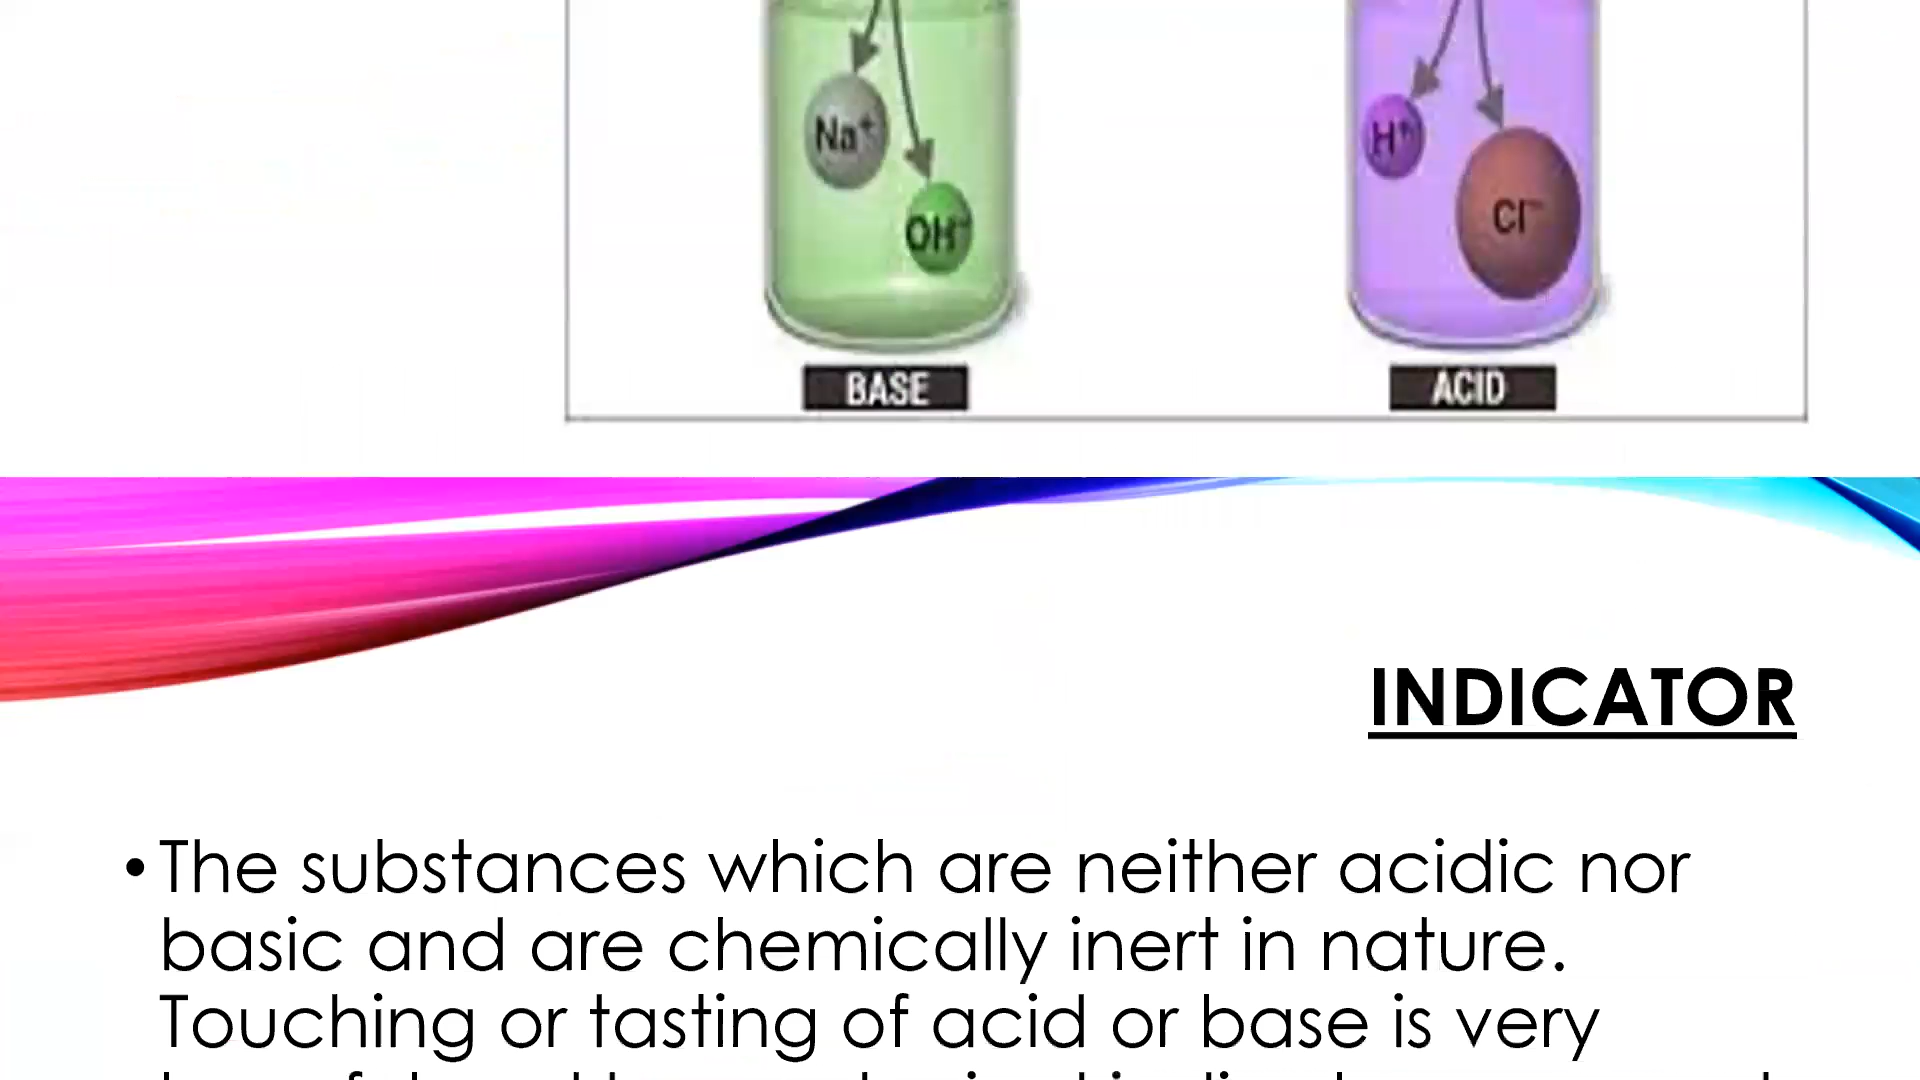 Na⁺
OH⁻
H⁺
Cl⁻
BASE
ACID
INDICATOR
• The substances which are neither acidic nor
basic and are chemically inert in nature.
Touching or tasting of acid or base is very